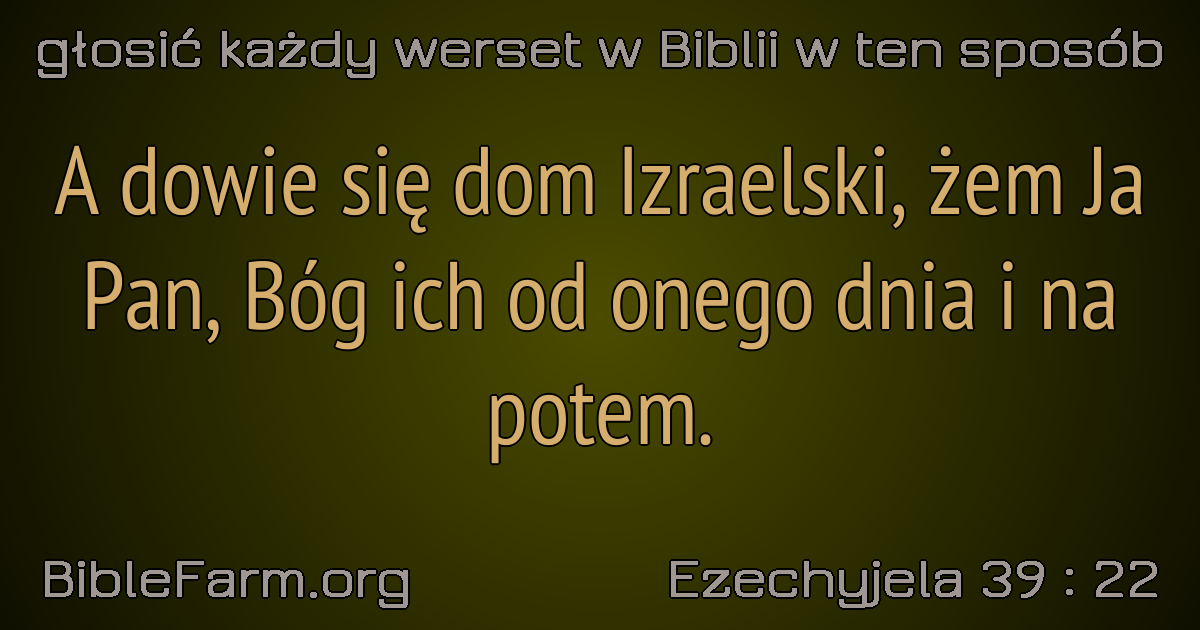 głosić każdy werset w Biblii w ten sposób
A dowie się dom Izraelski, żem Ja
Pan, Bóg ich od onego dnia i na
potem.
BibleFarm.org
Ezechyjela 39 : 22